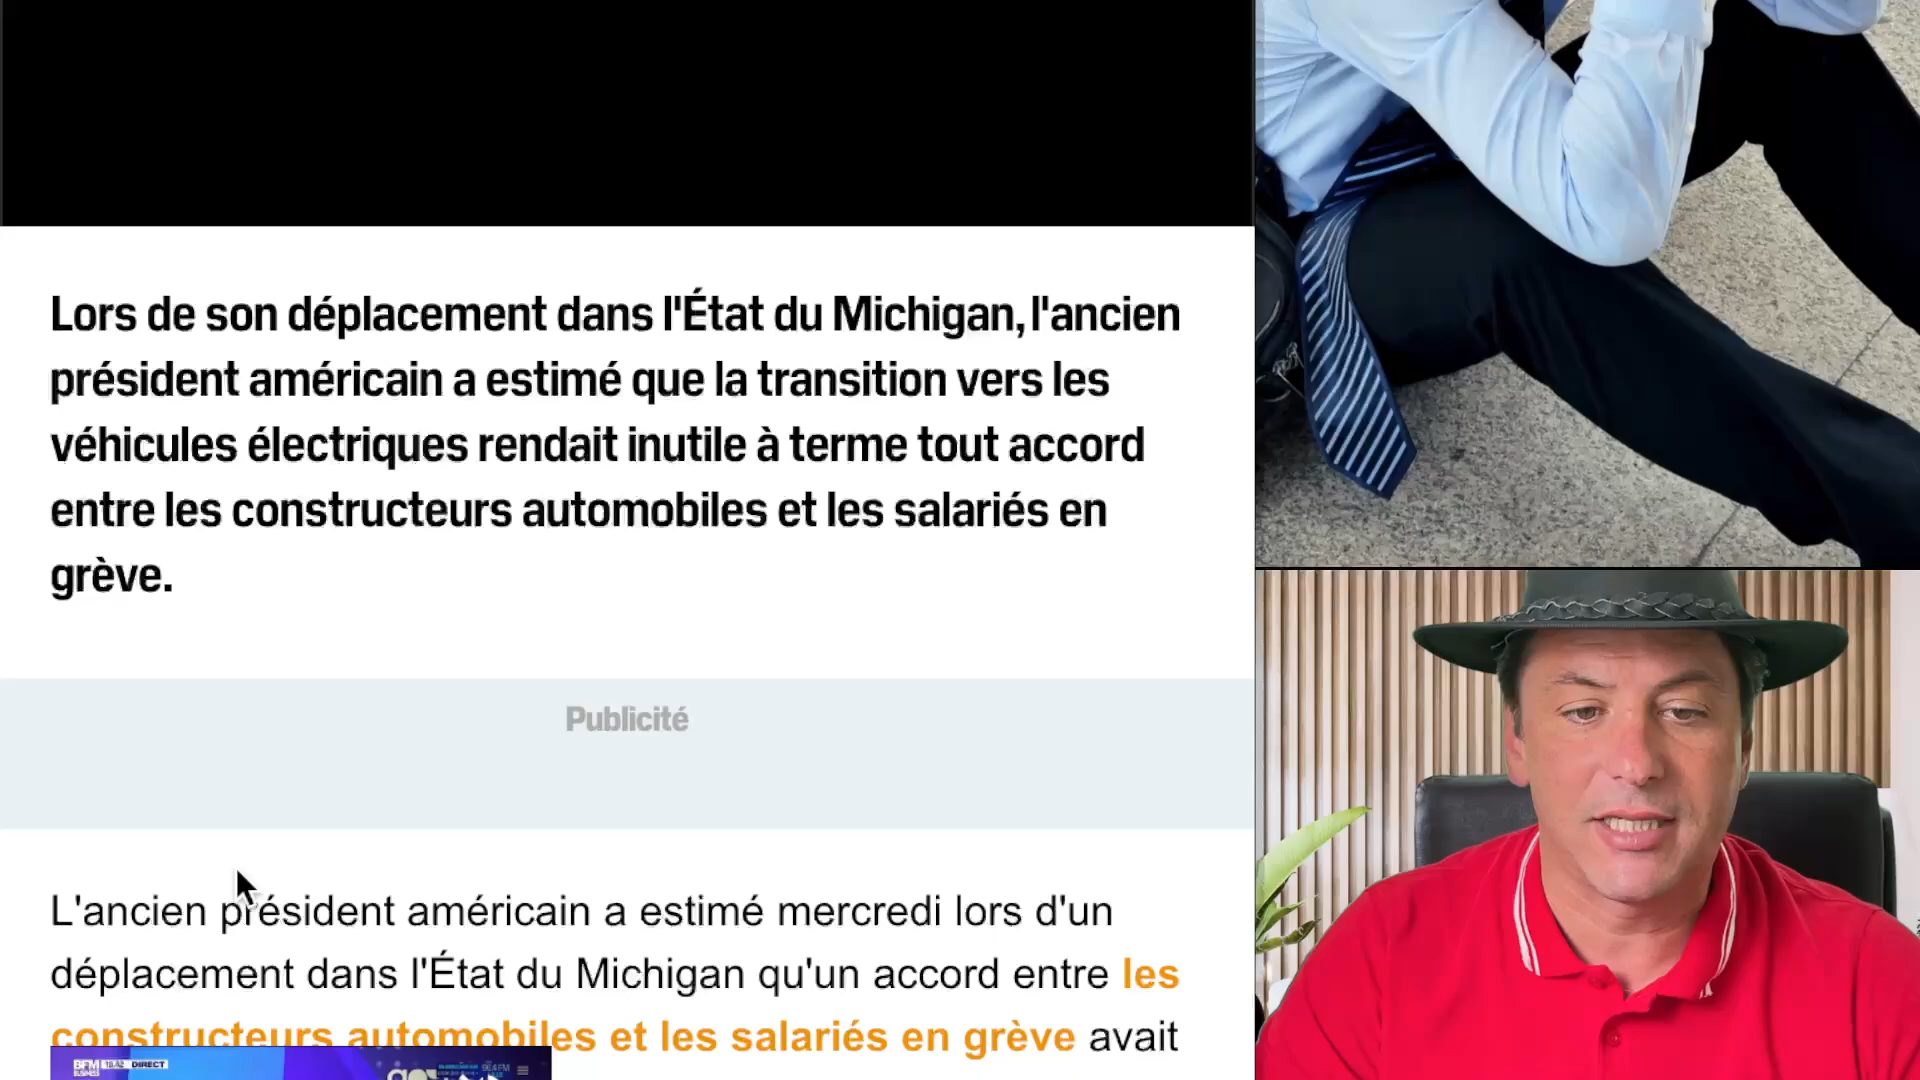 Lors de son déplacement dans l'État du Michigan, l'ancien
président américain a estimé que la transition vers les
véhicules électriques rendait inutile à terme tout accord
entre les constructeurs automobiles et les salariés en
grève.
Publicité
L'ancien président américain a estimé mercredi lors d'un
déplacement dans l'État du Michigan qu'un accord entre les
constructeurs automobiles et les salariés en grève avait
BFM
BUSINESS
DIRECT